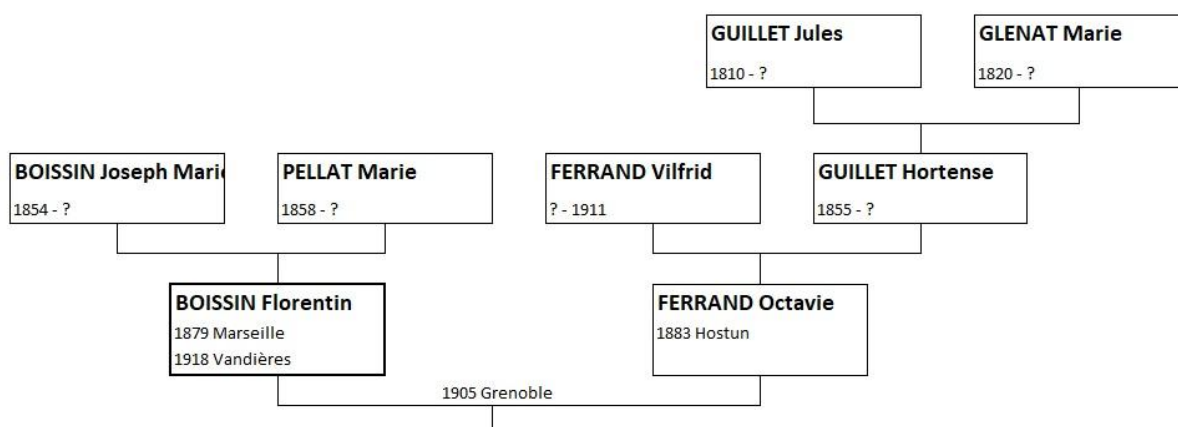 GUILLET Jules
1810 - ?
GLENAT Marie
1820 - ?
BOISSIN Joseph Marie
1854 - ?
PELLAT Marie
1858 - ?
FERRAND Vilfrid
? - 1911
GUILLET Hortense
1855 - ?
BOISSIN Florentin
1879 Marseille
1918 Vandières
FERRAND Octavie
1883 Hostun
1905 Grenoble